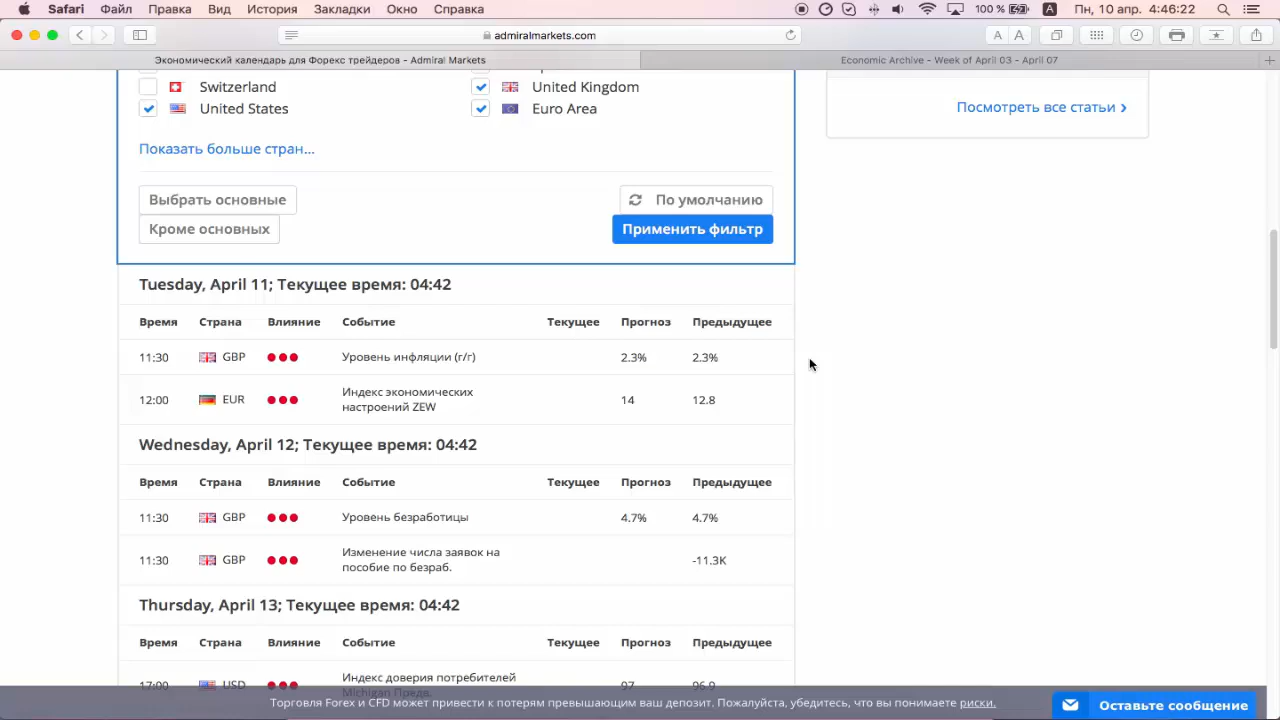 Safari Файл Правка Вид История Закладки Окно Справка 100 % A Пн, 10 апр. 4:46:22
admiralmarkets.com A A
Экономический календарь для Форекс трейдеров - Admiral Markets Economic Archive - Week of April 03 - April 07
Switzerland United Kingdom
United States Euro Area
Посмотреть все статьи
Показать больше стран...
Выбрать основные По умолчанию
Кроме основных Применить фильтр
Tuesday, April 11; Текущее время: 04:42
Время Страна Влияние Событие Текущее Прогноз Предыдущее
11:30 GBP Уровень инфляции (г/г) 2.3% 2.3%
12:00 EUR Индекс экономических
настроений ZEW 14 12.8
Wednesday, April 12; Текущее время: 04:42
Время Страна Влияние Событие Текущее Прогноз Предыдущее
11:30 GBP Уровень безработицы 4.7% 4.7%
11:30 GBP Изменение числа заявок на
пособие по безраб. -11.3K
Thursday, April 13; Текущее время: 04:42
Время Страна Влияние Событие Текущее Прогноз Предыдущее
17:00 USD Индекс доверия потребителей
Michigan Предв. 97 96.9
Торговля Forex и CFD может привести к потерям превышающим ваш депозит. Пожалуйста, убедитесь, что вы понимаете риски.
Оставьте сообщение